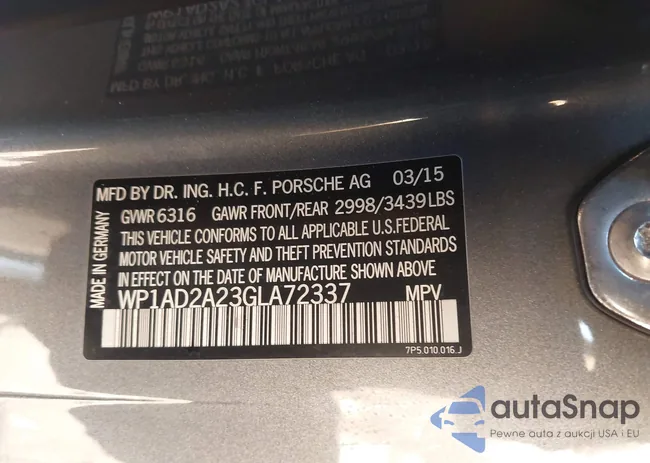 MFD BY DR. ING. H.C. F. PORSCHE AG 03/15
GVWR 6316 GAWR FRONT/REAR 2998/3439LBS
THIS VEHICLE CONFORMS TO ALL APPLICABLE U.S.FEDERAL
MOTOR VEHICLE SAFETY AND THEFT PREVENTION STANDARDS
IN EFFECT ON THE DATE OF MANUFACTURE SHOWN ABOVE.
WP1AD2A23GLA72337 MPV
7P5.010.016.J
MADE IN GERMANY
autaSnap
Pewne auta z aukcji USA i EU